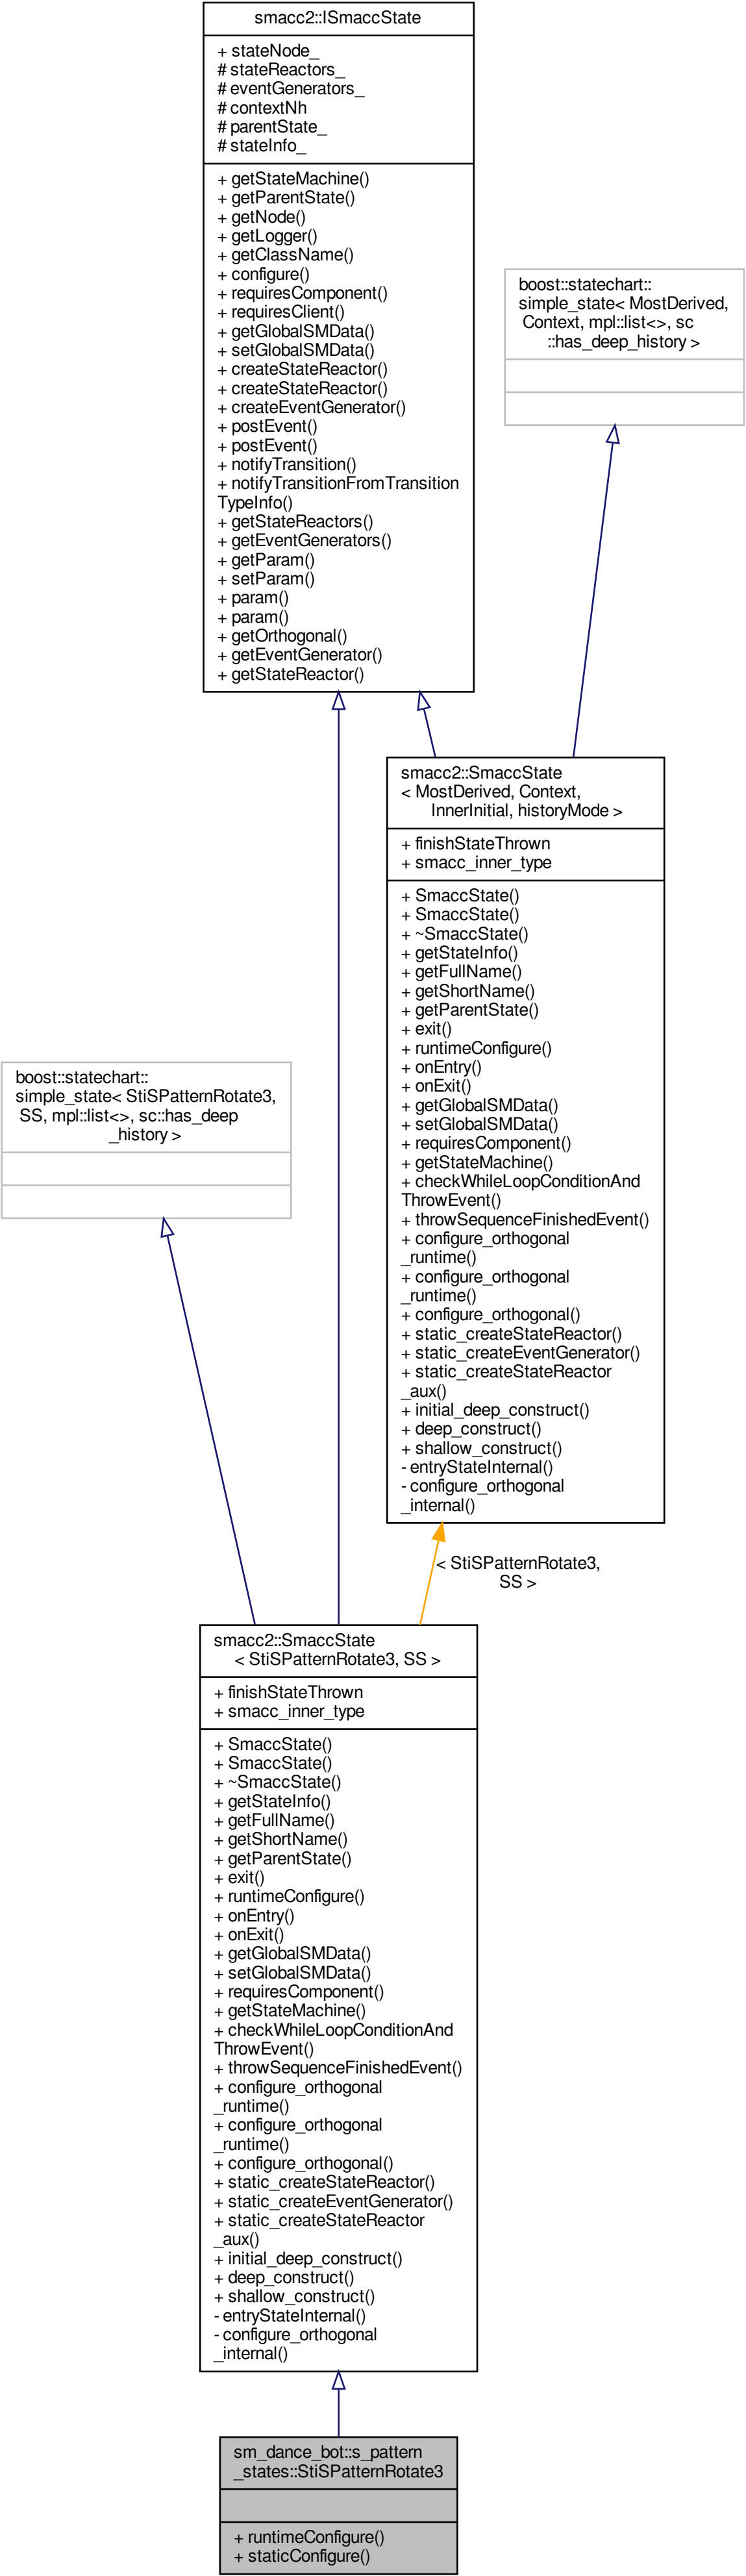 smacc2::ISmaccState
+ stateNode_
# stateReactors_
# eventGenerators_
# contextNh
# parentState_
# stateInfo_
+ getStateMachine()
+ getParentState()
+ getNode()
+ getLogger()
+ getClassName()
+ configure()
+ requiresComponent()
+ requiresClient()
+ getGlobalSMData()
+ setGlobalSMData()
+ createStateReactor()
+ createStateReactor()
+ createEventGenerator()
+ postEvent()
+ postEvent()
+ notifyTransition()
+ notifyTransitionFromTransition
TypeInfo()
+ getStateReactors()
+ getEventGenerators()
+ getParam()
+ setParam()
+ param()
+ param()
+ getOrthogonal()
+ getEventGenerator()
+ getStateReactor()
boost::statechart::
simple_state< MostDerived,
Context, mpl::list<>, sc
::has_deep_history >
smacc2::SmaccState
< MostDerived, Context,
InnerInitial, historyMode >
+ finishStateThrown
+ smacc_inner_type
+ SmaccState()
+ SmaccState()
+ ~SmaccState()
+ getStateInfo()
+ getFullName()
+ getShortName()
+ getParentState()
+ exit()
+ runtimeConfigure()
+ onEntry()
+ onExit()
+ getGlobalSMData()
+ setGlobalSMData()
+ requiresComponent()
+ getStateMachine()
+ checkWhileLoopConditionAnd
ThrowEvent()
+ throwSequenceFinishedEvent()
+ configure_orthogonal
_runtime()
+ configure_orthogonal
_runtime()
+ configure_orthogonal()
+ static_createStateReactor()
+ static_createEventGenerator()
+ static_createStateReactor
_aux()
+ initial_deep_construct()
+ deep_construct()
+ shallow_construct()
- entryStateInternal()
- configure_orthogonal
_internal()
boost::statechart::
simple_state< StiSPatternRotate3,
SS, mpl::list<>, sc::has_deep
_history >
< StiSPatternRotate3,
SS >
smacc2::SmaccState
< StiSPatternRotate3, SS >
+ finishStateThrown
+ smacc_inner_type
+ SmaccState()
+ SmaccState()
+ ~SmaccState()
+ getStateInfo()
+ getFullName()
+ getShortName()
+ getParentState()
+ exit()
+ runtimeConfigure()
+ onEntry()
+ onExit()
+ getGlobalSMData()
+ setGlobalSMData()
+ requiresComponent()
+ getStateMachine()
+ checkWhileLoopConditionAnd
ThrowEvent()
+ throwSequenceFinishedEvent()
+ configure_orthogonal
_runtime()
+ configure_orthogonal
_runtime()
+ configure_orthogonal()
+ static_createStateReactor()
+ static_createEventGenerator()
+ static_createStateReactor
_aux()
+ initial_deep_construct()
+ deep_construct()
+ shallow_construct()
- entryStateInternal()
- configure_orthogonal
_internal()
sm_dance_bot::s_pattern
_states::StiSPatternRotate3
+ runtimeConfigure()
+ staticConfigure()